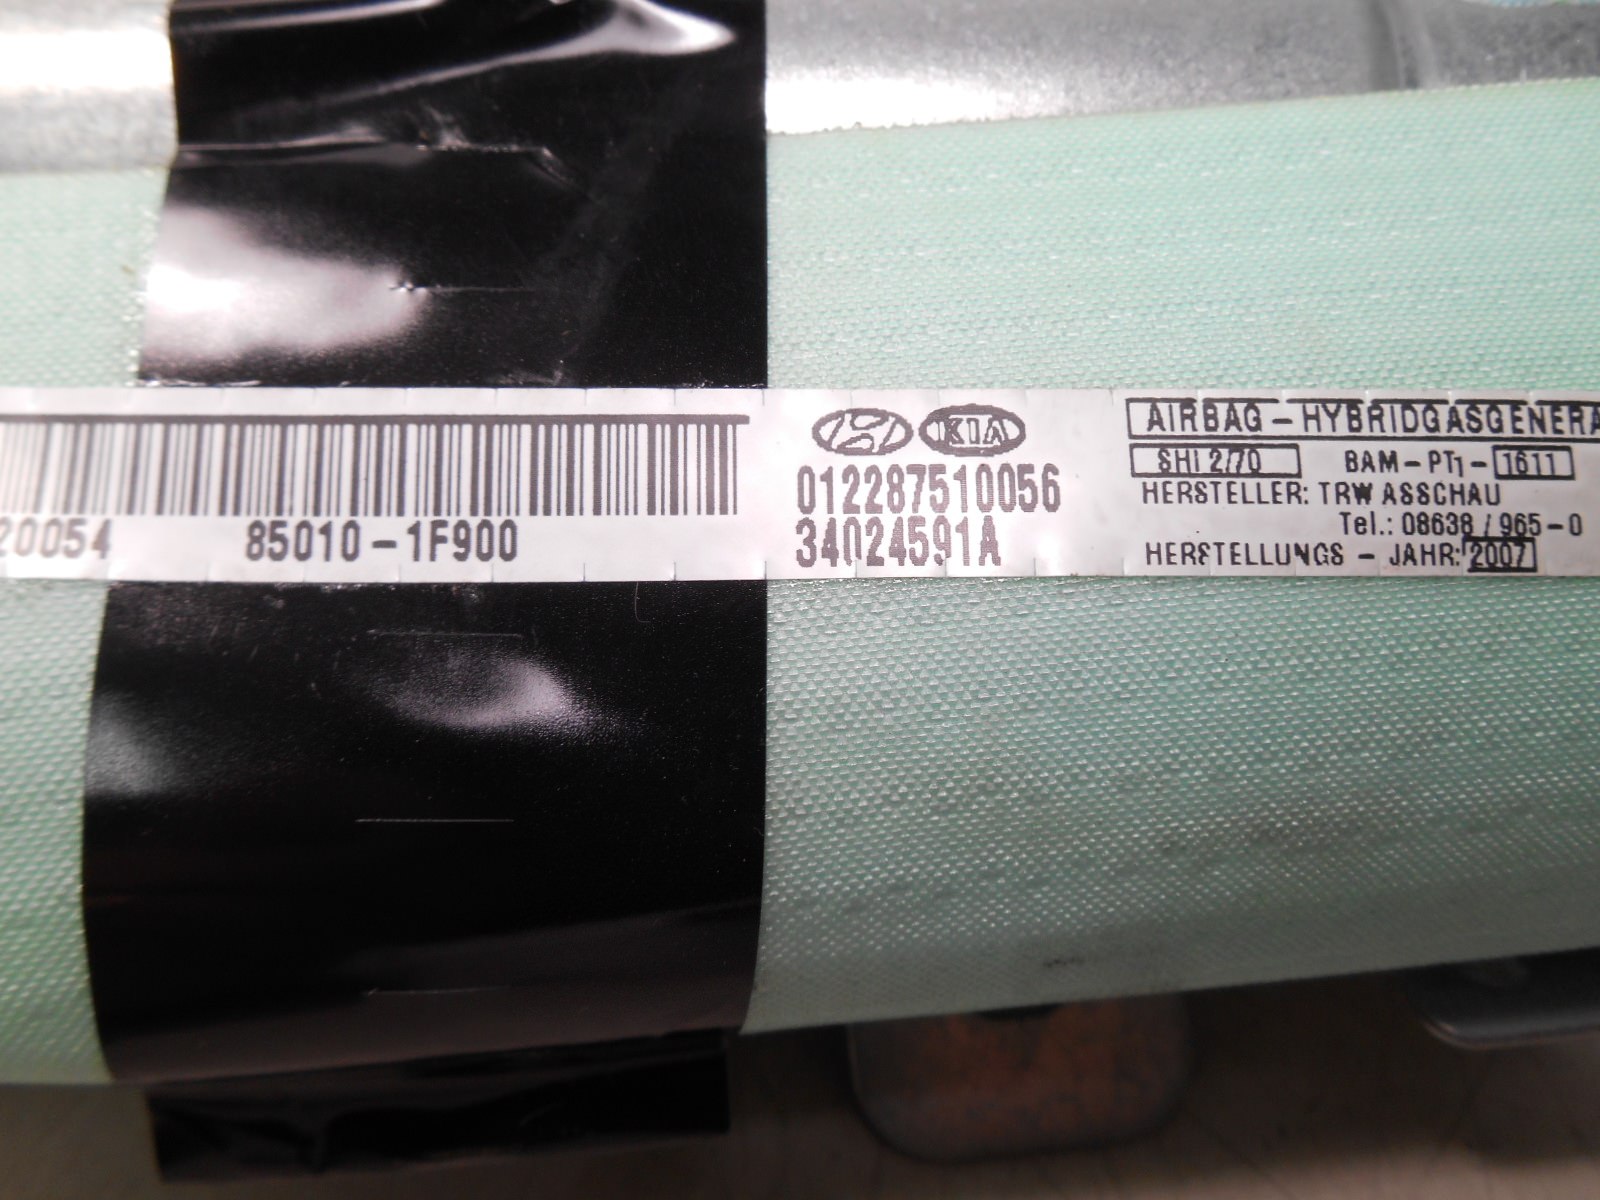 20054 85010-1F900
KIA
012287510056
34024591A
AIRBAG-HYBRIDGASGENERA
SHI 2/70 BAM-PT1-1611
HERSTELLER: TRW ASSCHAU
Tel.: 08638 / 965-0
HERSTELLUNGS - JAHR: 2007